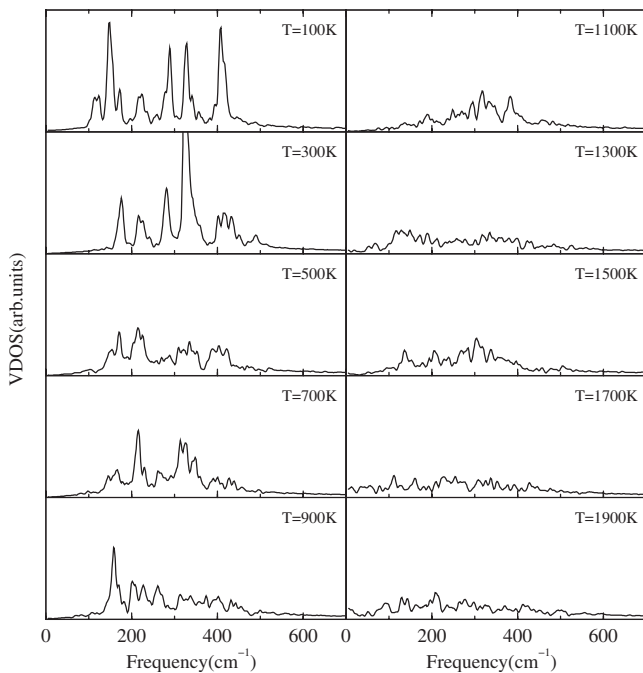 T=100K
T=1100K
T=300K
T=1300K
T=500K
T=1500K
T=700K
T=1700K
T=900K
T=1900K
VDOS(arb.units)
0 200 400 600 0 200 400 600
Frequency(cm⁻¹) Frequency(cm⁻¹)